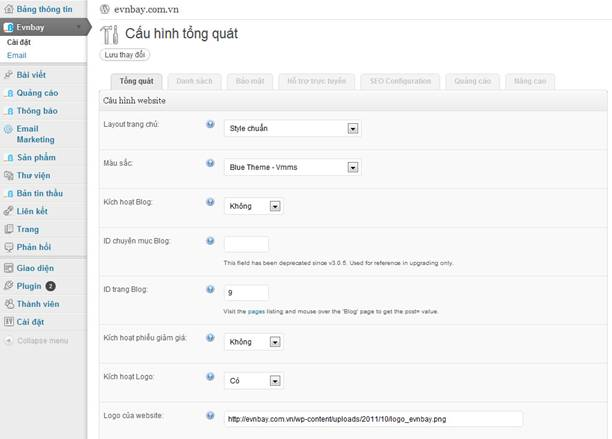 Bảng thông tin
Evnbay
Cài đặt
Email
Bài viết
Quảng cáo
Thông báo
Email
Marketing
Sản phẩm
Thư viện
Bản tin thầu
Liên kết
Trang
Phản hồi
Giao diện
Plugin 2
Thành viên
Cài đặt
Collapse menu
evnbay.com.vn
Cấu hình tổng quát
Lưu thay đổi
Tổng quát Danh sách Bảo mật Hỗ trợ trực tuyến SEO Configuration Quảng cáo Nâng cao
Cấu hình website
Layout trang chủ: Style chuẩn
Màu sắc: Blue Theme - Vmms
Kích hoạt Blog: Không
ID chuyên mục Blog:
This field has been deprecated since v3.0.5. Used for reference in upgrading only.
ID trang Blog: 9
Visit the pages listing and mouse over the 'Blog' page to get the post= value.
Kích hoạt phiếu giảm giá: Không
Kích hoạt Logo: Có
Logo của website: http://evnbay.com.vn/wp-content/uploads/2011/10/logo_evnbay.png